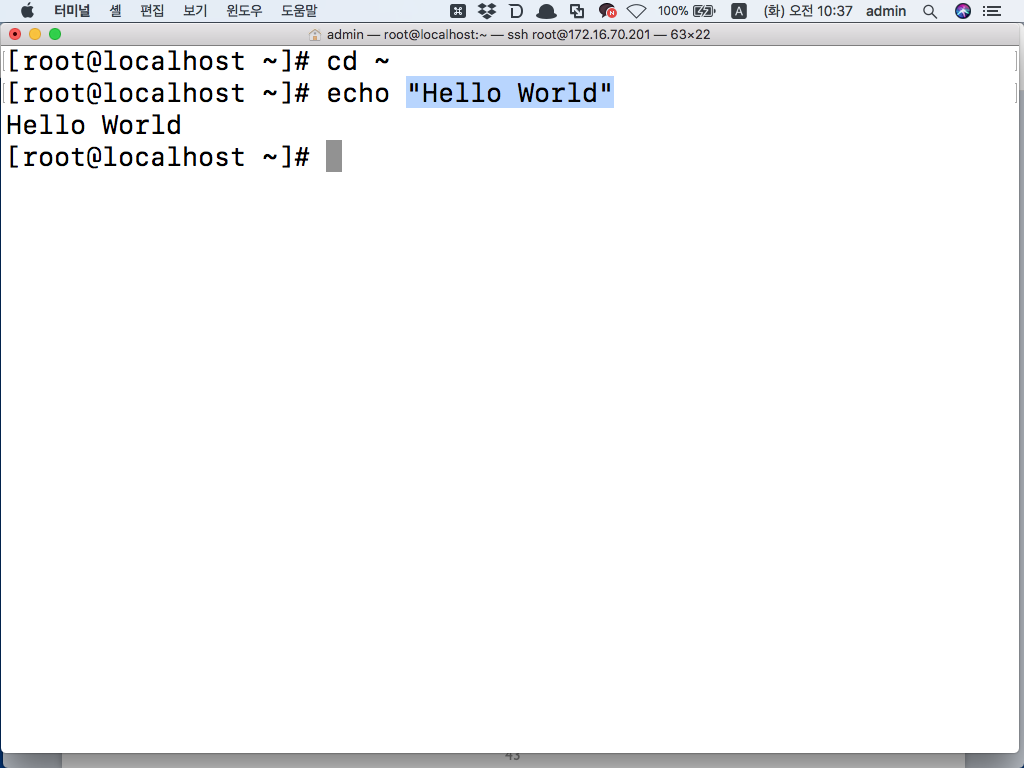 터미널 셸 편집 보기 윈도우 도움말 100% A (화) 오전 10:37 admin
admin — root@localhost:~ — ssh root@172.16.70.201 — 63×22
[root@localhost ~]# cd ~
[root@localhost ~]# echo "Hello World"
Hello World
[root@localhost ~]#
43